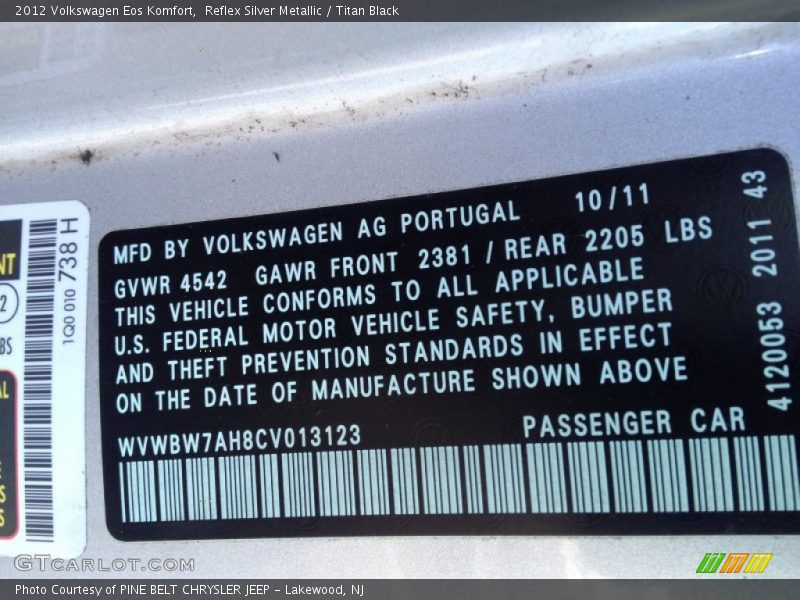 2012 Volkswagen Eos Komfort,  Reflex Silver Metallic / Titan Black
MFD BY VOLKSWAGEN AG PORTUGAL 10/11
GVWR 4542 GAWR FRONT 2381 / REAR 2205 LBS
THIS VEHICLE CONFORMS TO ALL APPLICABLE
U.S. FEDERAL MOTOR VEHICLE SAFETY, BUMPER
AND THEFT PREVENTION STANDARDS IN EFFECT
ON THE DATE OF MANUFACTURE SHOWN ABOVE
WVWBW7AH8CV013123 PASSENGER CAR
4120053 2011 43
1Q0 010 738 H
GTCARLOT.COM
Photo Courtesy of PINE BELT CHRYSLER JEEP - Lakewood, NJ